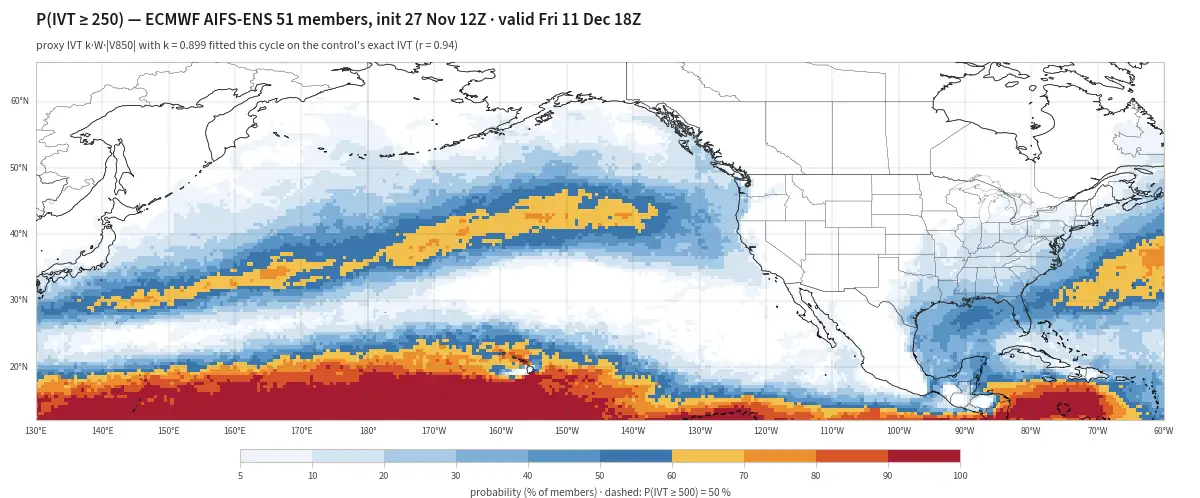 P(IVT ≥ 250) — ECMWF AIFS-ENS 51 members, init 27 Nov 12Z · valid Fri 11 Dec 18Z
proxy IVT k·W·|V850| with k = 0.899 fitted this cycle on the control's exact IVT (r = 0.94)
60°N
50°N
40°N
30°N
20°N
130°E 140°E 150°E 160°E 170°E 180° 170°W 160°W 150°W 140°W 130°W 120°W 110°W 100°W 90°W 80°W 70°W 60°W
5 10 20 30 40 50 60 70 80 90 100
probability (% of members) · dashed: P(IVT ≥ 500) = 50 %